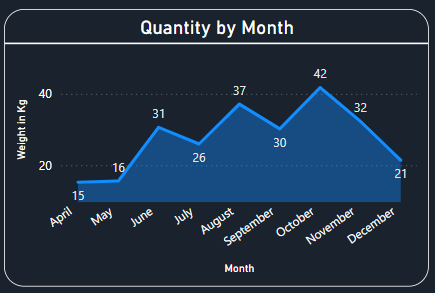 Quantity by Month
Weight in Kg
40
20
15
16
31
26
37
30
42
32
21
April
May
June
July
August
September
October
November
December
Month